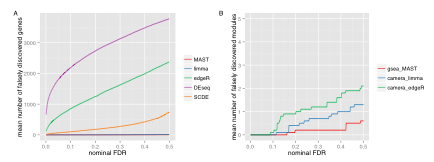 A
mean number of falsely discovered genes
3000
2000
1000
0
0.0
0.1
0.2
0.3
0.4
0.5
nominal FDR
MAST
limma
edgeR
DEseq
SCDE
B
mean number of falsely discovered modules
5
4
3
2
1
0
0.0
0.1
0.2
0.3
0.4
0.5
nominal FDR
gsea_MAST
camera_limma
camera_edgeR